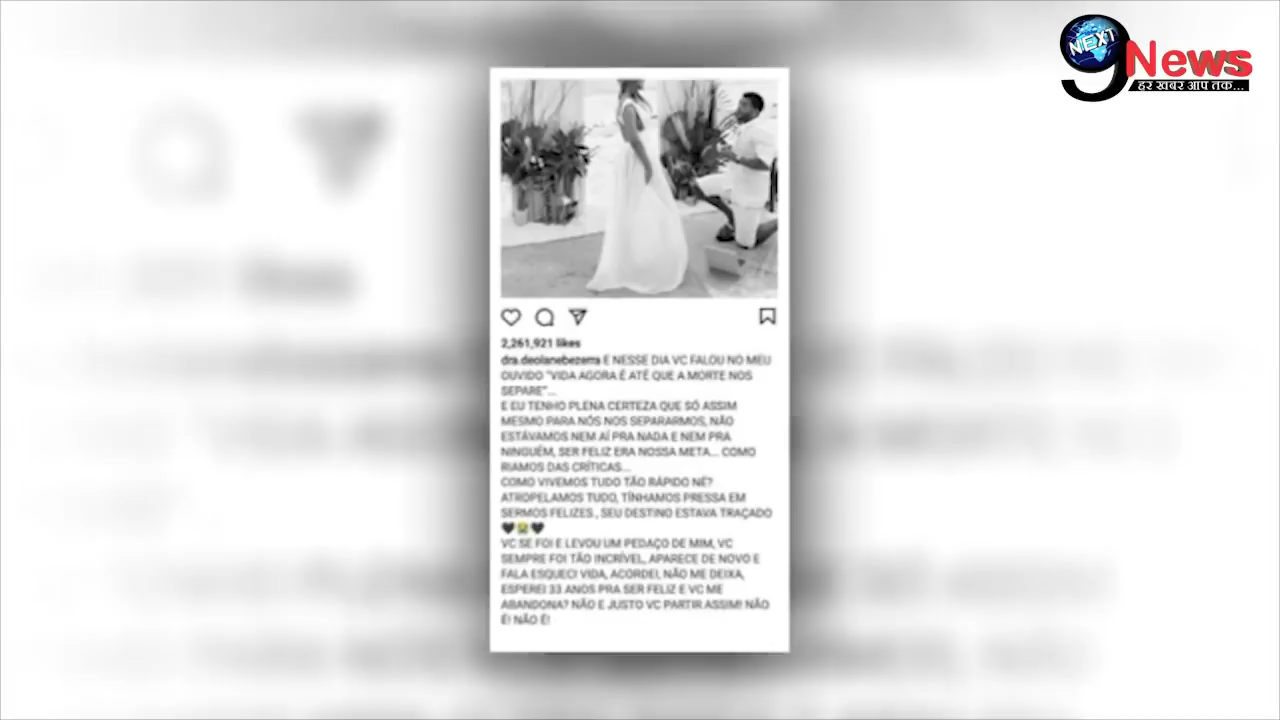 NEXT
9 News
हर खबर आप तक...
2,261,921 likes
dra.deolanebezerra E NESSE DIA VC FALOU NO MEU
OUVIDO "VIDA AGORA É ATÉ QUE A MORTE NOS
SEPARE"...
E EU TENHO PLENA CERTEZA QUE SÓ ASSIM
MESMO PARA NÓS NOS SEPARARMOS, NÃO
ESTÁVAMOS NEM AÍ PRA NADA E NEM PRA
NINGUÉM, SER FELIZ ERA NOSSA META... COMO
RIAMOS DAS CRÍTICAS...
COMO VIVEMOS TUDO TÃO RÁPIDO NÉ?
ATROPELAMOS TUDO, TÍNHAMOS PRESSA EM
SERMOS FELIZES , SEU DESTINO ESTAVA TRAÇADO
🖤😭🖤
VC SE FOI E LEVOU UM PEDAÇO DE MIM, VC
SEMPRE FOI TÃO INCRÍVEL, APARECE DE NOVO E
FALA ESQUECI VIDA, ACORDEI, NÃO ME DEIXA,
ESPEREI 33 ANOS PRA SER FELIZ E VC ME
ABANDONA? NÃO E JUSTO VC PARTIR ASSIM! NÃO
É! NÃO É!